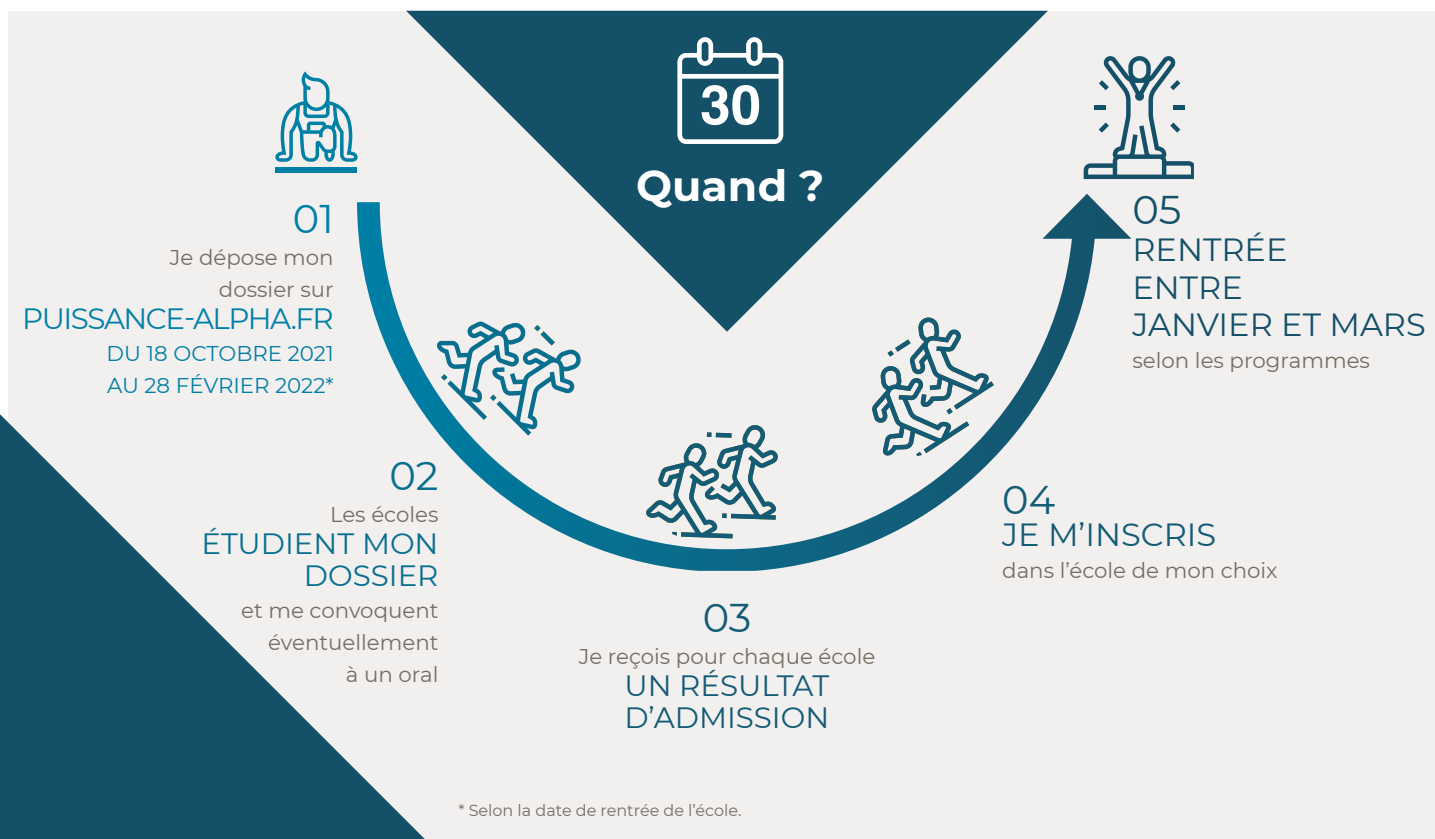 30
Quand ?
01
Je dépose mon
dossier sur
PUISSANCE-ALPHA.FR
DU 18 OCTOBRE 2021
AU 28 FÉVRIER 2022*
02
Les écoles
ÉTUDIENT MON
DOSSIER
et me convoquent
éventuellement
à un oral
03
Je reçois pour chaque école
UN RÉSULTAT
D’ADMISSION
04
JE M’INSCRIS
dans l’école de mon choix
05
RENTRÉE
ENTRE
JANVIER ET MARS
selon les programmes
* Selon la date de rentrée de l’école.